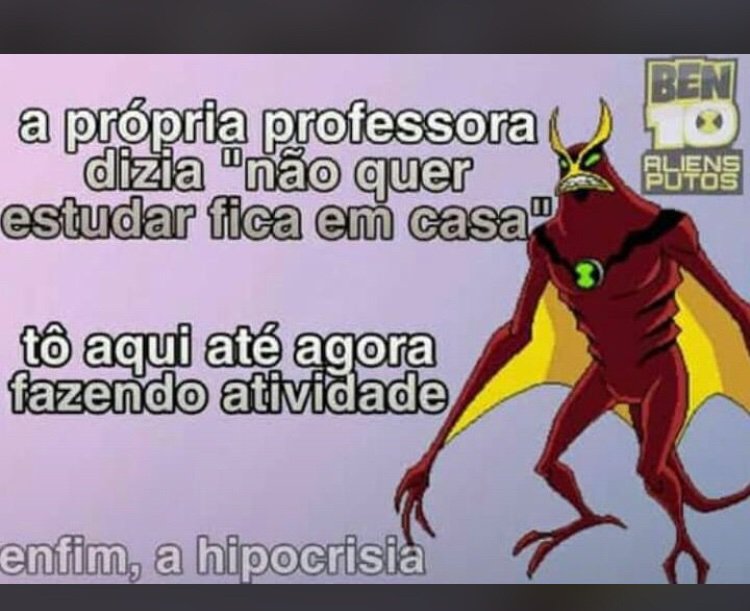 a própria professora
dizia "não quer
estudar fica em casa"
BEN
10
ALIENS
PUTOS
tô aqui até agora
fazendo atividade
enfim, a hipocrisia